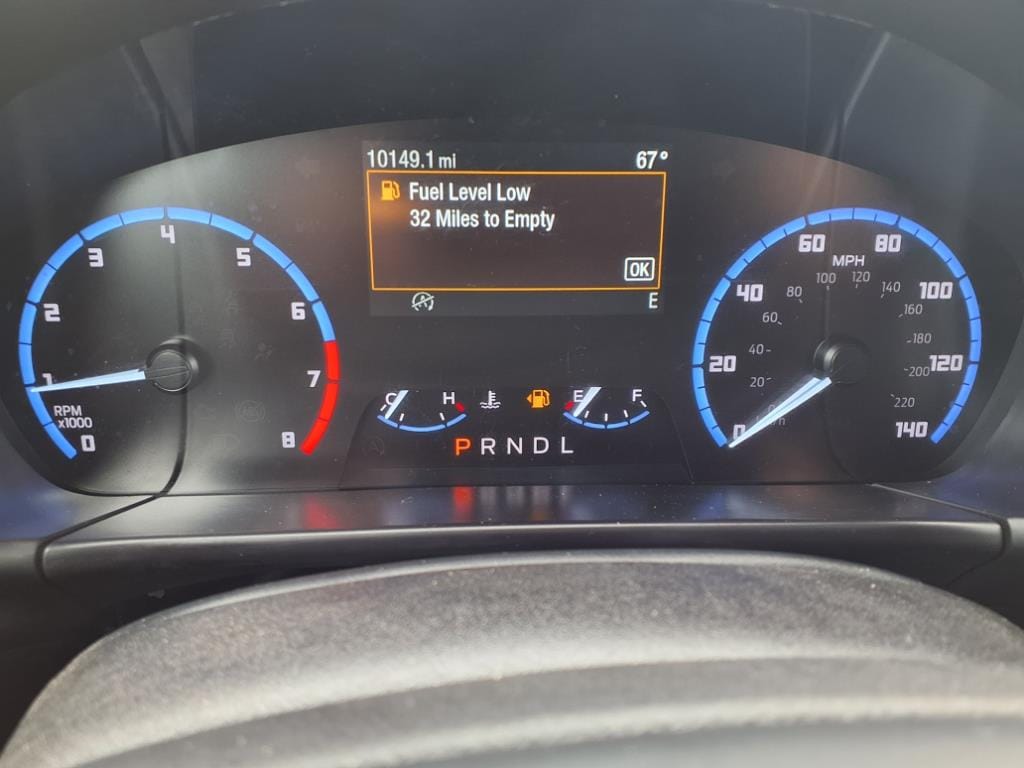 10149.1 mi 67°
Fuel Level Low
32 Miles to Empty
OK
E
0 1 2 3 4 5 6 7 8
RPM
x1000
C H
E F
P R N D L
0 20 40 60 80 100 120 140
MPH
20 40 60 80 100 120 140 160 180 200 220